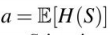 a = 𝔼[H(S)]